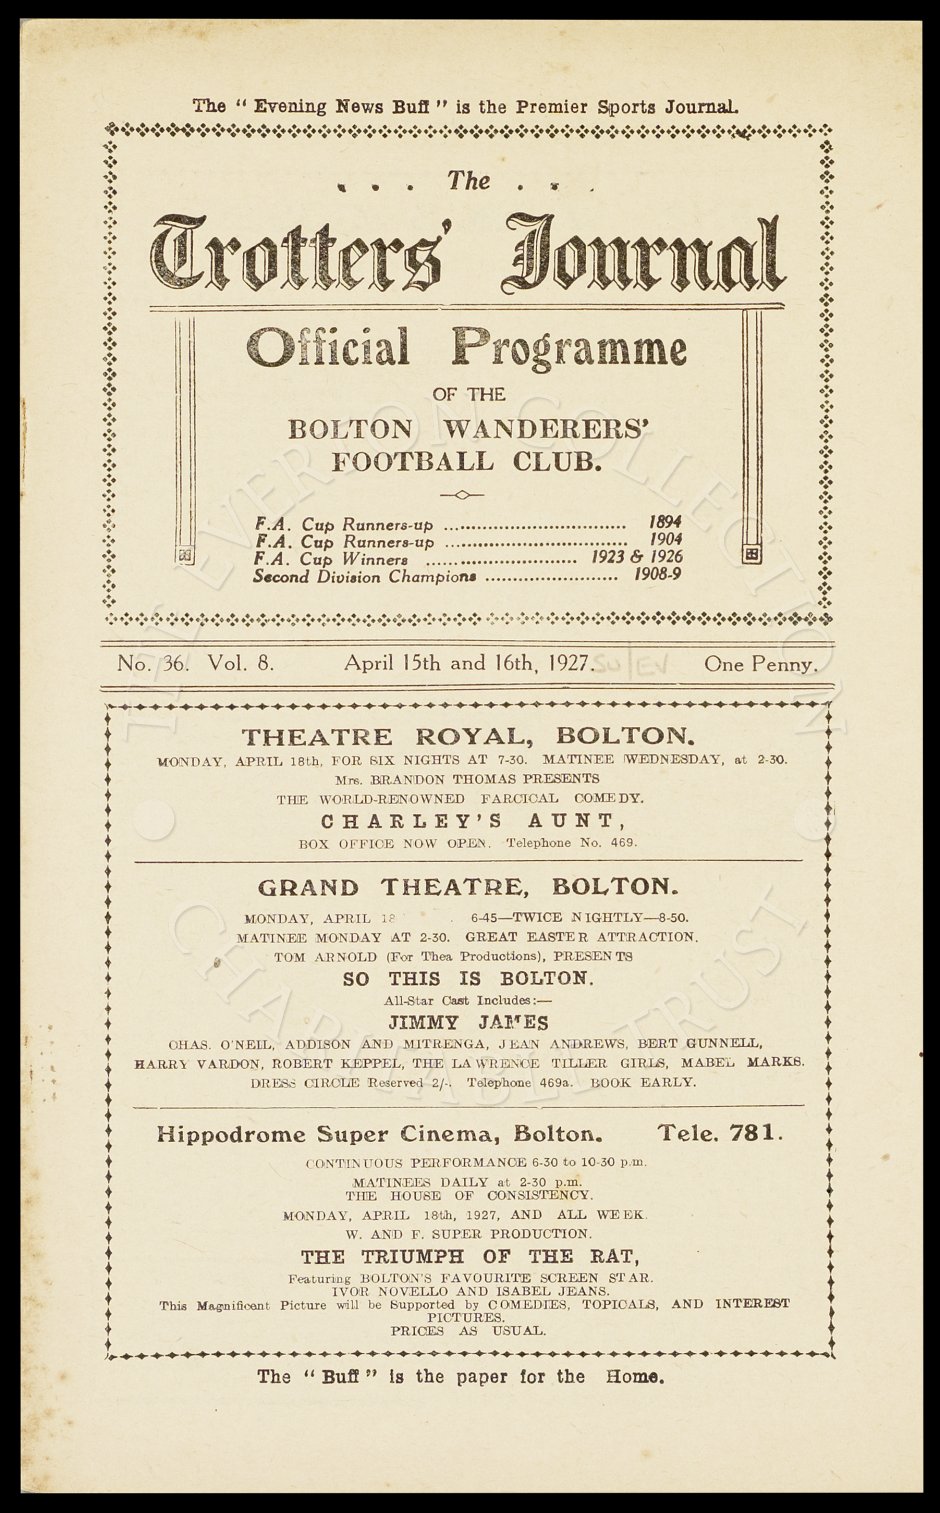 The " Evening News Buff " is the Premier Sports Journal.
. . . The . . .
Trotters' Journal
Official Programme
OF THE
BOLTON WANDERERS'
FOOTBALL CLUB.
F.A. Cup Runners-up ............................... 1894
F.A. Cup Runners-up ............................... 1904
F.A. Cup Winners .......................... 1923 & 1926
Second Division Champions ........................ 1908-9
No. 36. Vol. 8. April 15th and 16th, 1927. One Penny.
THEATRE ROYAL, BOLTON.
MONDAY, APRIL 18th, FOR SIX NIGHTS AT 7-30. MATINEE WEDNESDAY, at 2-30.
Mrs. BRANDON THOMAS PRESENTS
THE WORLD-RENOWNED FARCICAL COMEDY.
CHARLEY'S AUNT,
BOX OFFICE NOW OPEN. Telephone No. 469.
GRAND THEATRE, BOLTON.
MONDAY, APRIL 18 . 6-45—TWICE NIGHTLY—8-50.
MATINEE MONDAY AT 2-30. GREAT EASTER ATTRACTION.
TOM ARNOLD (For Thea Productions), PRESENTS
SO THIS IS BOLTON.
All-Star Cast Includes:—
JIMMY JAMES
CHAS. O'NEIL, ADDISON AND MITRENGA, JEAN ANDREWS, BERT GUNNELL,
HARRY VARDON, ROBERT KEPPEL, THE LAWRENCE TILLER GIRLS, MABEL MARKS.
DRESS CIRCLE Reserved 2/-. Telephone 469a. BOOK EARLY.
Hippodrome Super Cinema, Bolton. Tele. 781.
CONTINUOUS PERFORMANCE 6-30 to 10-30 p.m.
MATINEES DAILY at 2-30 p.m.
THE HOUSE OF CONSISTENCY.
MONDAY, APRIL 18th, 1927, AND ALL WEEK.
W. AND F. SUPER PRODUCTION.
THE TRIUMPH OF THE RAT,
Featuring BOLTON'S FAVOURITE SCREEN STAR.
IVOR NOVELLO AND ISABEL JEANS.
This Magnificent Picture will be Supported by COMEDIES, TOPICALS, AND INTEREST
PICTURES.
PRICES AS USUAL.
The " Buff " is the paper for the Home.
THE EVERTON COLLECTION
CHARITABLE TRUST